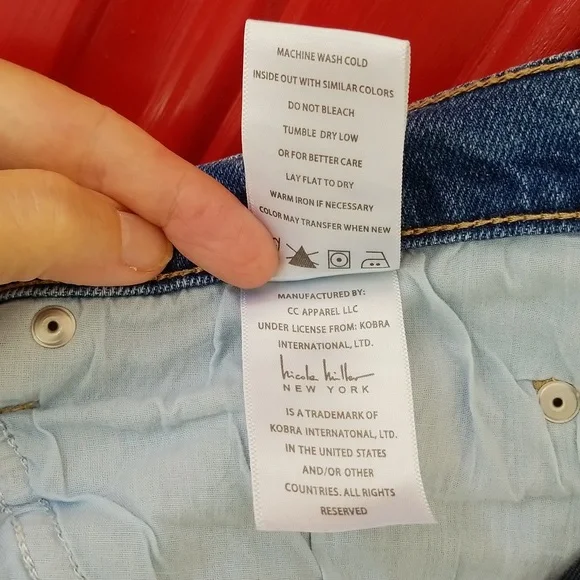 MACHINE WASH COLD
INSIDE OUT WITH SIMILAR COLORS
DO NOT BLEACH
TUMBLE DRY LOW
OR FOR BETTER CARE
LAY FLAT TO DRY
WARM IRON IF NECESSARY
COLOR MAY TRANSFER WHEN NEW
MANUFACTURED BY:
CC APPAREL LLC
UNDER LICENSE FROM: KOBRA
INTERNATIONAL, LTD.
nicole miller
NEW YORK
IS A TRADEMARK OF
KOBRA INTERNATONAL, LTD.
IN THE UNITED STATES
AND/OR OTHER
COUNTRIES. ALL RIGHTS
RESERVED